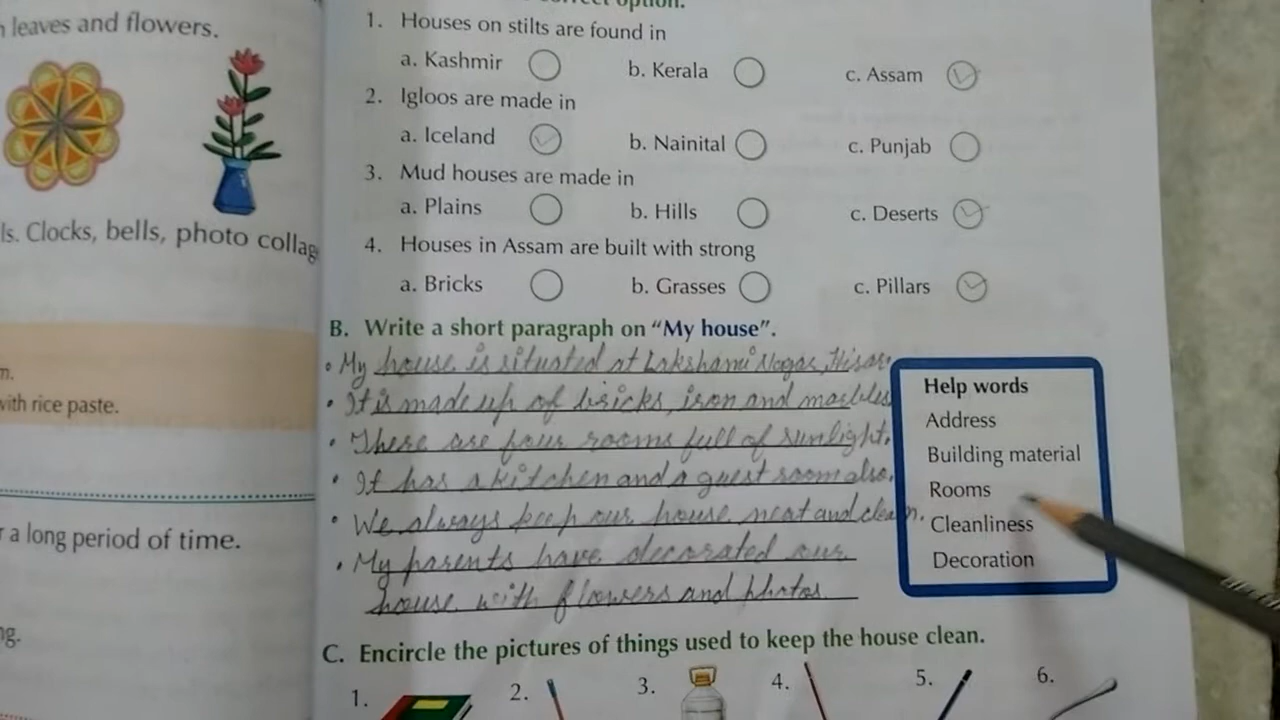 leaves and flowers.
ls. Clocks, bells, photo collag
m.
with rice paste.
r a long period of time.
ng.
correct option.
1. Houses on stilts are found in
a. Kashmir b. Kerala c. Assam
2. Igloos are made in
a. Iceland b. Nainital c. Punjab
3. Mud houses are made in
a. Plains b. Hills c. Deserts
4. Houses in Assam are built with strong
a. Bricks b. Grasses c. Pillars
B. Write a short paragraph on "My house".
• My house is situated at Lakshami Nagar, Hisar.
• It is made up of bricks, iron and marbles
• There are four rooms full of sunlight.
• It has a kitchen and a guest room also.
• We always keep our house neat and clean.
• My parents have decorated our
house with flowers and photos.
Help words
Address
Building material
Rooms
Cleanliness
Decoration
C. Encircle the pictures of things used to keep the house clean.
1. 2. 3. 4. 5. 6.